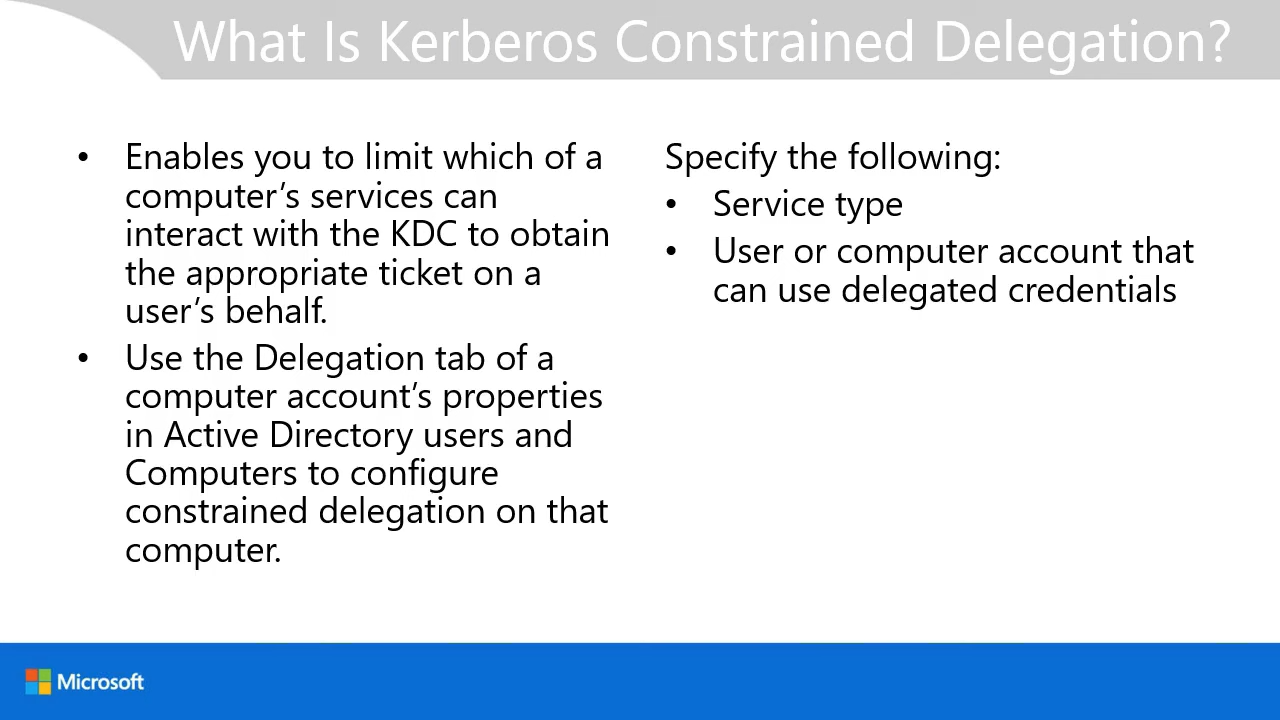 What Is Kerberos Constrained Delegation?
• Enables you to limit which of a
computer’s services can
interact with the KDC to obtain
the appropriate ticket on a
user’s behalf.
• Use the Delegation tab of a
computer account’s properties
in Active Directory users and
Computers to configure
constrained delegation on that
computer.
Specify the following:
• Service type
• User or computer account that
can use delegated credentials
Microsoft